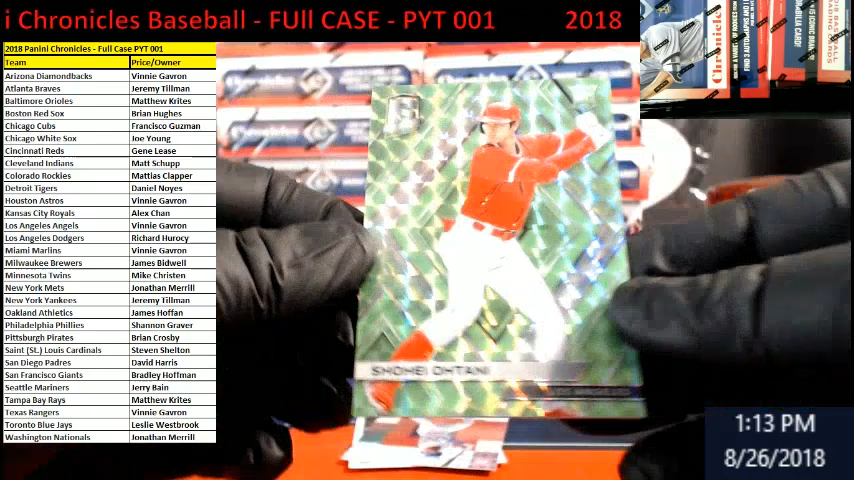 i Chronicles Baseball - FUll CASE - PYT 001 2018
2018 Panini Chronicles - Full Case PYT 001
Team Price/Owner
Arizona Diamondbacks Vinnie Gavron
Atlanta Braves Jeremy Tillman
Baltimore Orioles Matthew Krites
Boston Red Sox Brian Hughes
Chicago Cubs Francisco Guzman
Chicago White Sox Joe Young
Cincinnati Reds Gene Lease
Cleveland Indians Matt Schupp
Colorado Rockies Mattias Clapper
Detroit Tigers Daniel Noyes
Houston Astros Vinnie Gavron
Kansas City Royals Alex Chan
Los Angeles Angels Vinnie Gavron
Los Angeles Dodgers Richard Hurocy
Miami Marlins Vinnie Gavron
Milwaukee Brewers James Bidwell
Minnesota Twins Mike Christen
New York Mets Jonathan Merrill
New York Yankees Jeremy Tillman
Oakland Athletics James Hoffan
Philadelphia Phillies Shannon Graver
Pittsburgh Pirates Brian Crosby
Saint (St.) Louis Cardinals Steven Shelton
San Diego Padres David Harris
San Francisco Giants Bradley Hoffman
Seattle Mariners Jerry Bain
Tampa Bay Rays Matthew Krites
Texas Rangers Vinnie Gavron
Toronto Blue Jays Leslie Westbrook
Washington Nationals Jonathan Merrill
SHOHEI OHTANI
Chronicles
1:13 PM
8/26/2018